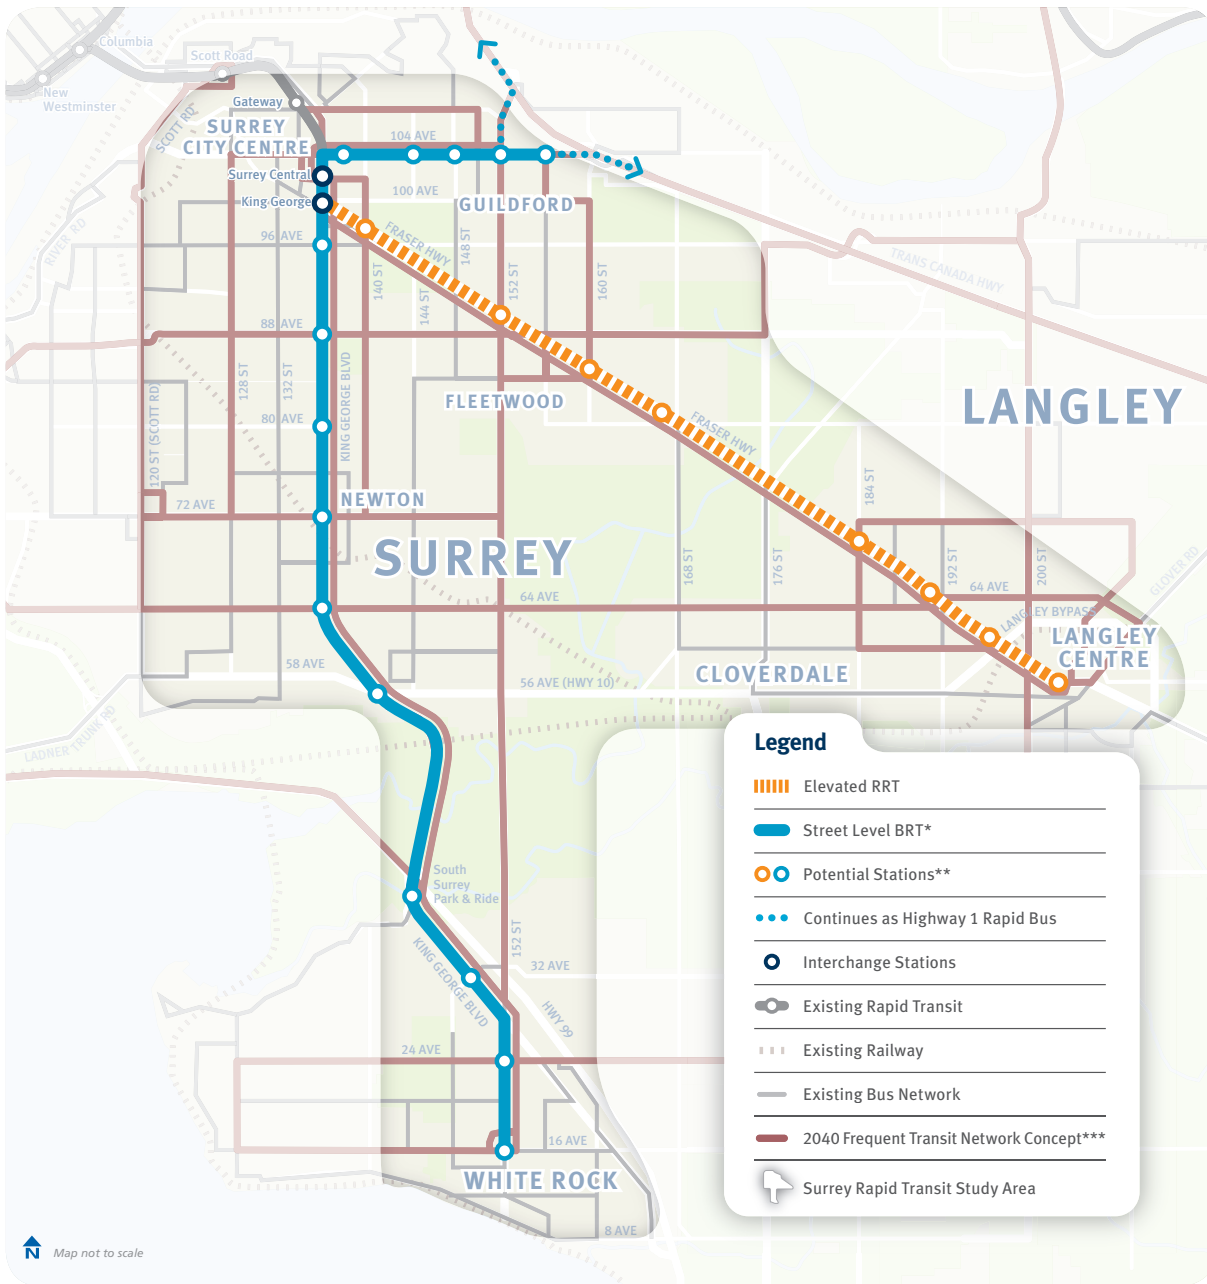 Columbia
Scott Road
New
Westminster
Gateway
SCOTT RD
SURREY
CITY CENTRE
104 AVE
Surrey Central
100 AVE
King George
GUILDFORD
RIVER RD
96 AVE
FRASER HWY
148 ST
140 ST
144 ST
152 ST
160 ST
TRANS CANADA HWY
88 AVE
128 ST
132 ST
KING GEORGE BLVD
FLEETWOOD
LANGLEY
80 AVE
120 ST (SCOTT RD)
FRASER HWY
184 ST
NEWTON
72 AVE
SURREY
168 ST
176 ST
192 ST
200 ST
GLOVER RD
64 AVE
64 AVE
LANGLEY BYPASS
LANGLEY
CENTRE
58 AVE
CLOVERDALE
56 AVE (HWY 10)
LADNER TRUNK RD
South
Surrey
Park & Ride
KING GEORGE BLVD
152 ST
32 AVE
HWY 99
24 AVE
16 AVE
WHITE ROCK
8 AVE
Legend
Elevated RRT
Street Level BRT*
Potential Stations**
Continues as Highway 1 Rapid Bus
Interchange Stations
Existing Rapid Transit
Existing Railway
Existing Bus Network
2040 Frequent Transit Network Concept***
Surrey Rapid Transit Study Area
N
Map not to scale